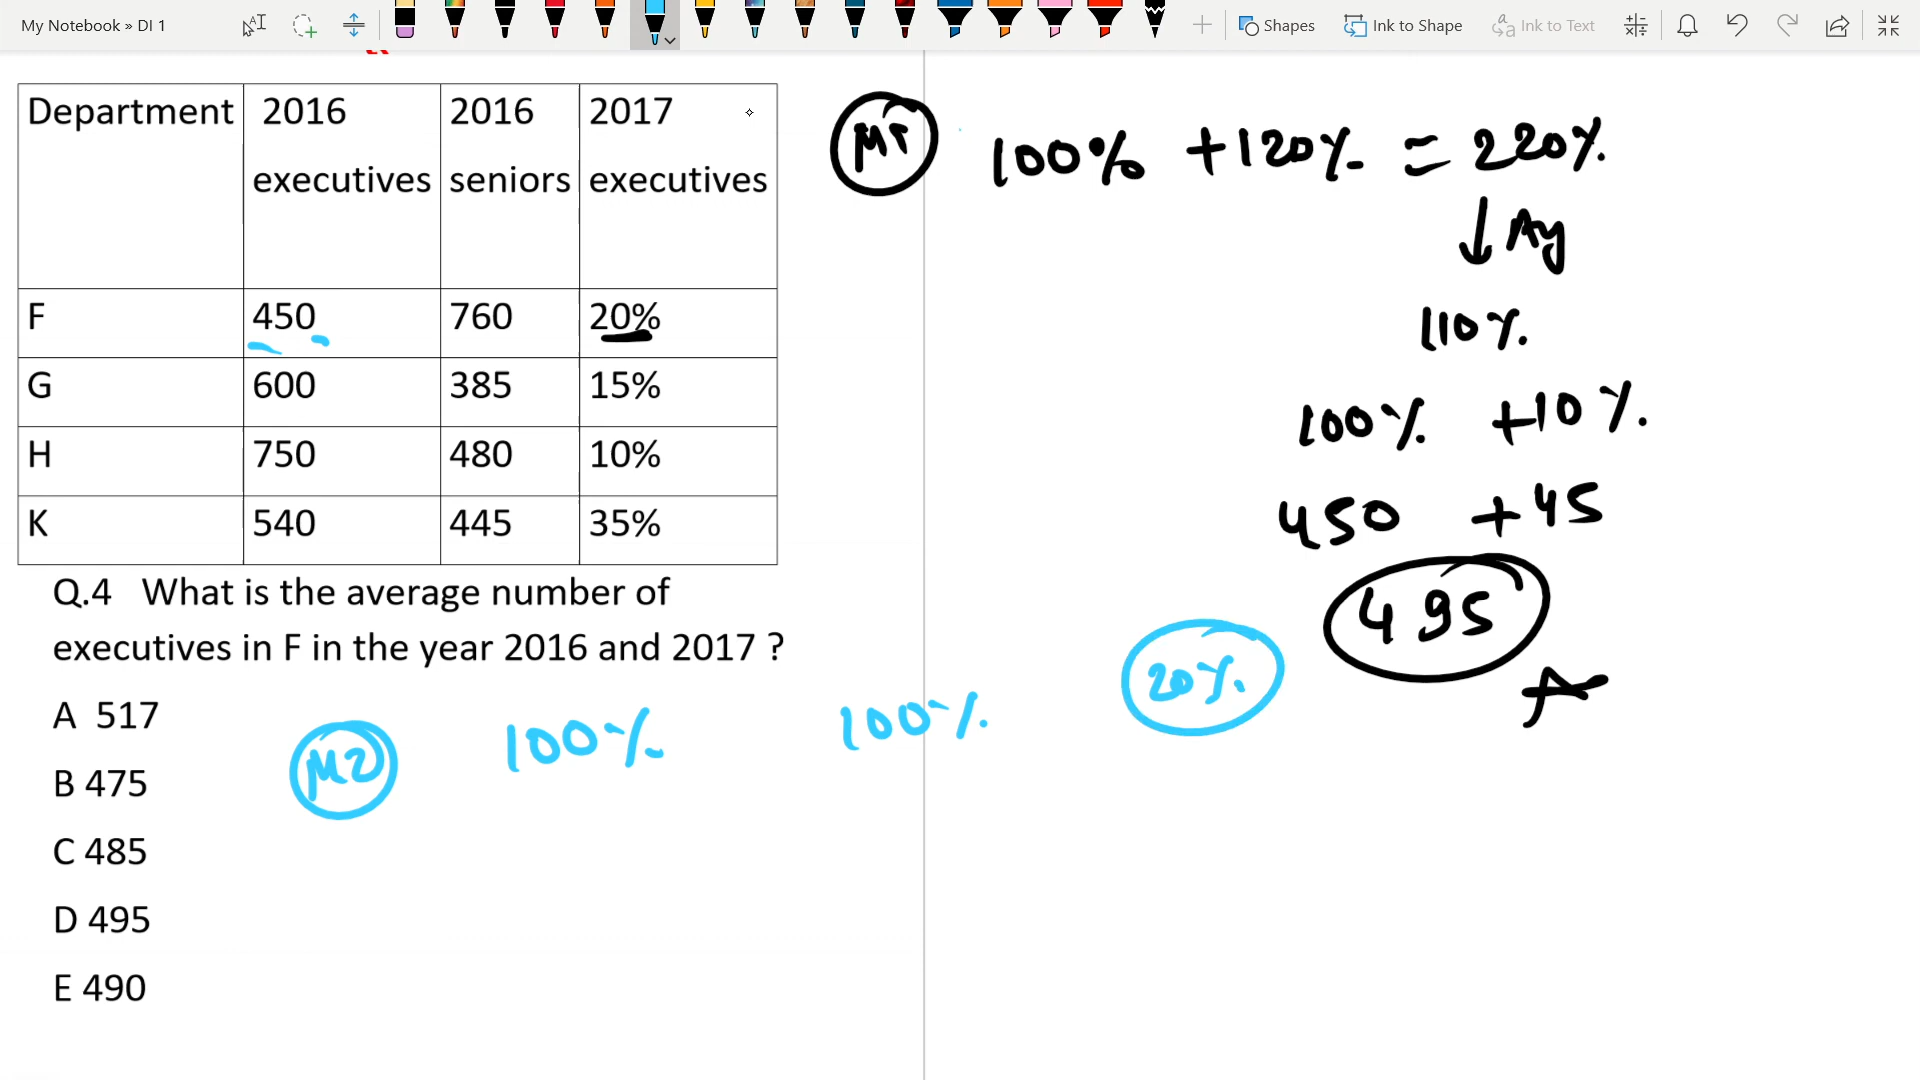 My Notebook » DI 1
Shapes
Ink to Shape
Ink to Text
Department 2016 executives 2016 seniors 2017 executives
F 450 760 20%
G 600 385 15%
H 750 480 10%
K 540 445 35%
Q.4 What is the average number of
executives in F in the year 2016 and 2017 ?
A 517
B 475
C 485
D 495
E 490
M1
100% +120% = 220%
↓ Avg
110%
100% +10%
450 +45
495
M2 100% 100% 20%